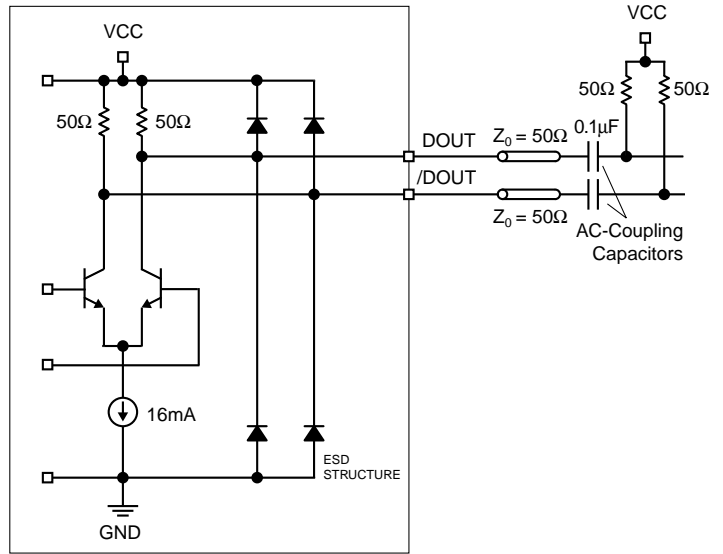 VCC
VCC
50Ω
50Ω
50Ω
50Ω
DOUT
Z0 = 50Ω
0.1µF
/DOUT
Z0 = 50Ω
AC-Coupling
Capacitors
16mA
ESD
STRUCTURE
GND